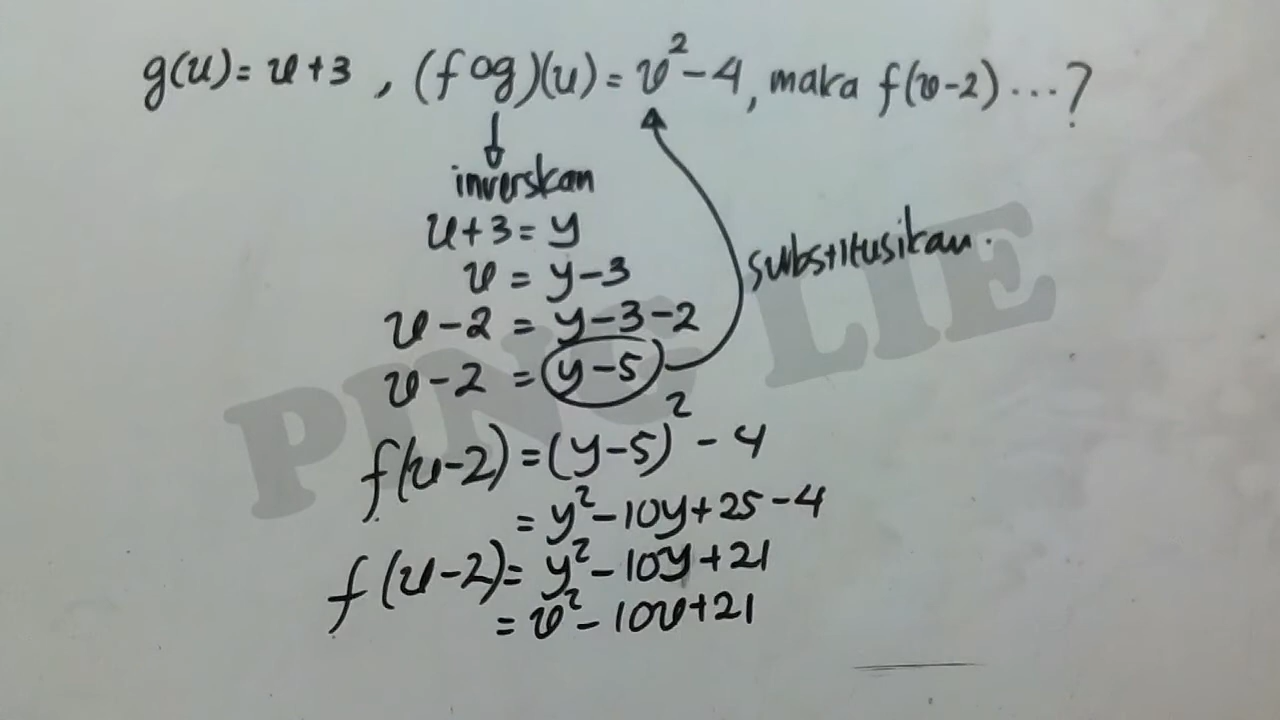 g(u) = u+3 , (f o g)(u) = u² - 4, maka f(u-2) ... ?
inverskan
u+3 = y
u = y-3
substitusikan.
u-2 = y-3-2
u-2 = y-5
f(u-2) = (y-5)² - 4
= y² - 10y + 25 - 4
f(u-2) = y² - 10y + 21
= u² - 10u + 21
PING LIE